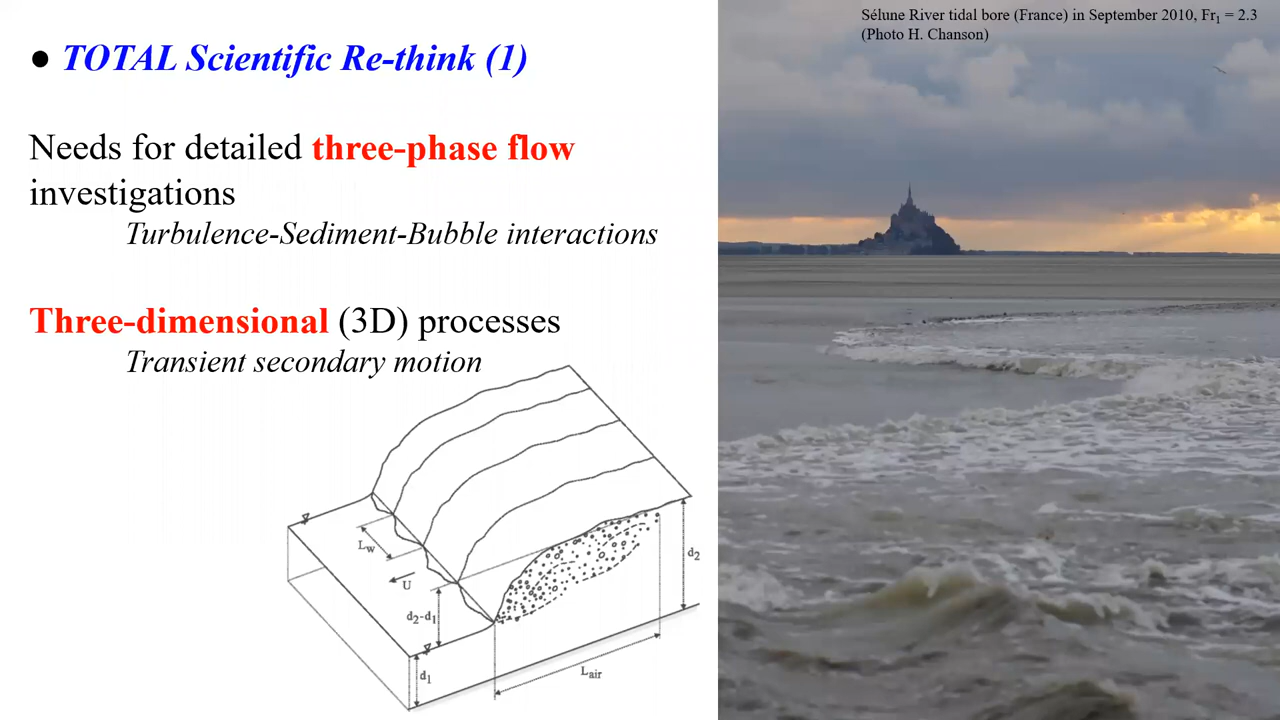 ● TOTAL Scientific Re-think (1)
Needs for detailed three-phase flow
investigations
Turbulence-Sediment-Bubble interactions
Three-dimensional (3D) processes
Transient secondary motion
Lw
U
d2-d1
d1
d2
Lair
Sélune River tidal bore (France) in September 2010, Fr₁ = 2.3
(Photo H. Chanson)